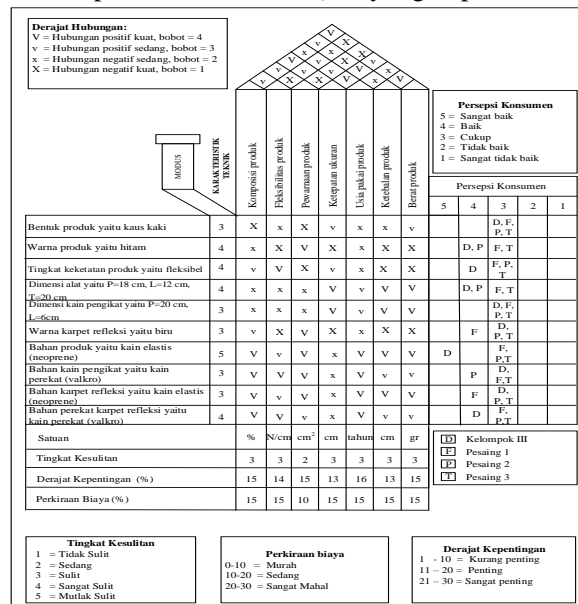 Derajat Hubungan:
V = Hubungan positif kuat, bobot = 4
v = Hubungan positif sedang, bobot = 3
x = Hubungan negatif sedang, bobot = 2
X = Hubungan negatif kuat, bobot = 1
Persepsi Konsumen
5 = Sangat baik
4 = Baik
3 = Cukup
2 = Tidak baik
1 = Sangat tidak baik
MODUS
KARAKTERISTIK TEKNIK
Komposisi produk
Fleksibilitas produk
Pewarnaan produk
Ketepatan ukuran
Usia pakai produk
Ketebalan produk
Berat produk
Persepsi Konsumen
5 4 3 2 1
Bentuk produk yaitu kaus kaki 3 X x X v x x v D, F, P, T
Warna produk yaitu hitam 4 x X V X x X X D, P F, T
Tingkat keketatan produk yaitu fleksibel 4 v V X v x X X D F, P, T
Dimensi alat yaitu P=18 cm, L=12 cm, T=20 cm 4 x x x V v V V D, P F, T
Dimensi kain pengikat yaitu P=20 cm, L=6cm 3 x x x V v V V D, F, P, T
Warna karpet refleksi yaitu biru 3 v X V X x X X F D, P, T
Bahan produk yaitu kain elastis (neoprene) 5 V v V x V V V D F, P,T
Bahan kain pengikat yaitu kain perekat (valkro) 3 V V V x V v v P D, F,T
Bahan karpet refleksi yaitu kain elastis (neoprene) 3 V v V x V V V F D, P, T
Bahan perekat karpet refleksi yaitu kain perekat (valkro) 4 V V v x V v v D F, P,T
Satuan % N/cm cm² cm tahun cm gr
Tingkat Kesulitan 3 3 2 3 3 3 3
Derajat Kepentingan (%) 15 14 15 13 16 13 15
Perkiraan Biaya (%) 15 15 10 15 15 15 15
D Kelompok III
F Pesaing 1
P Pesaing 2
T Pesaing 3
Tingkat Kesulitan
1 = Tidak Sulit
2 = Sedang
3 = Sulit
4 = Sangat Sulit
5 = Mutlak Sulit
Perkiraan biaya
0-10 = Murah
10-20 = Sedang
20-30 = Sangat Mahal
Derajat Kepentingan
1 - 10 = Kurang penting
11 – 20 = Penting
21 – 30 = Sangat penting